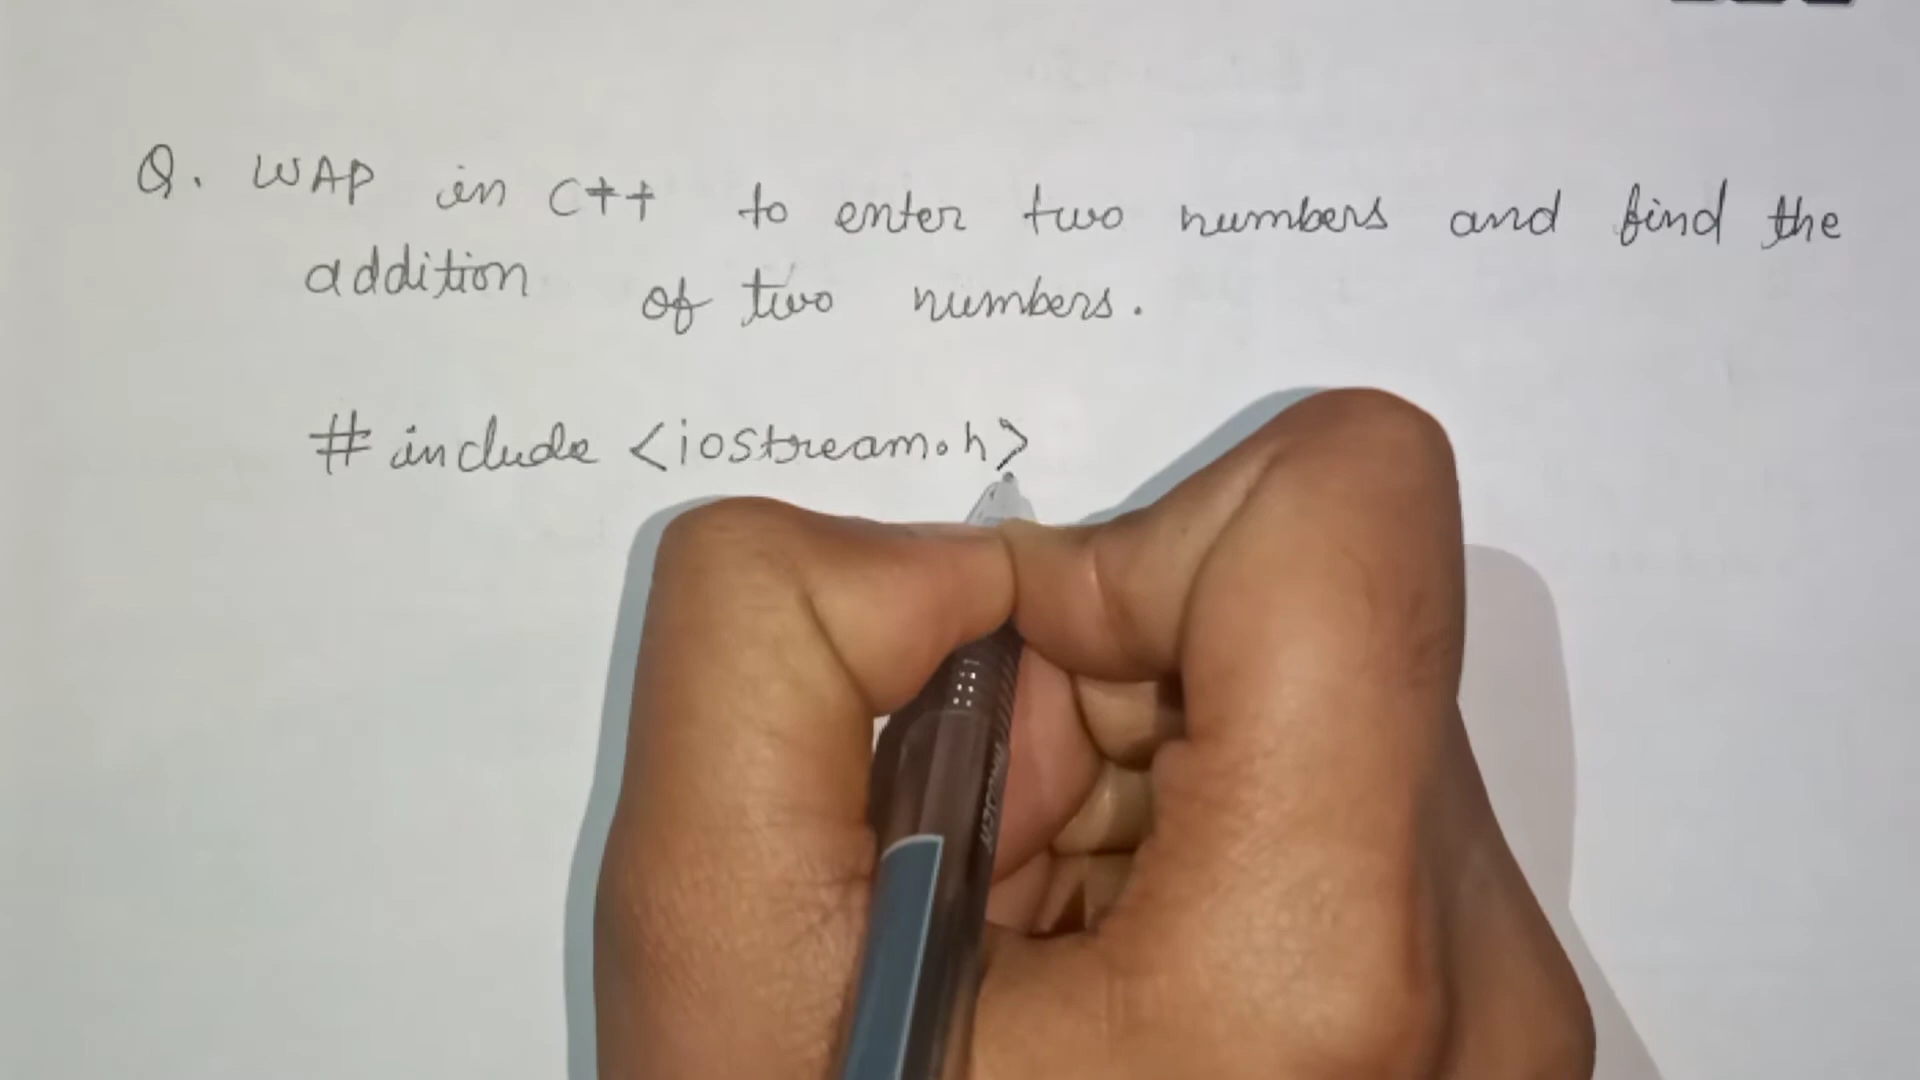 Q. WAP in C++ to enter two numbers and find the
addition of two numbers.
#include <iostream.h>